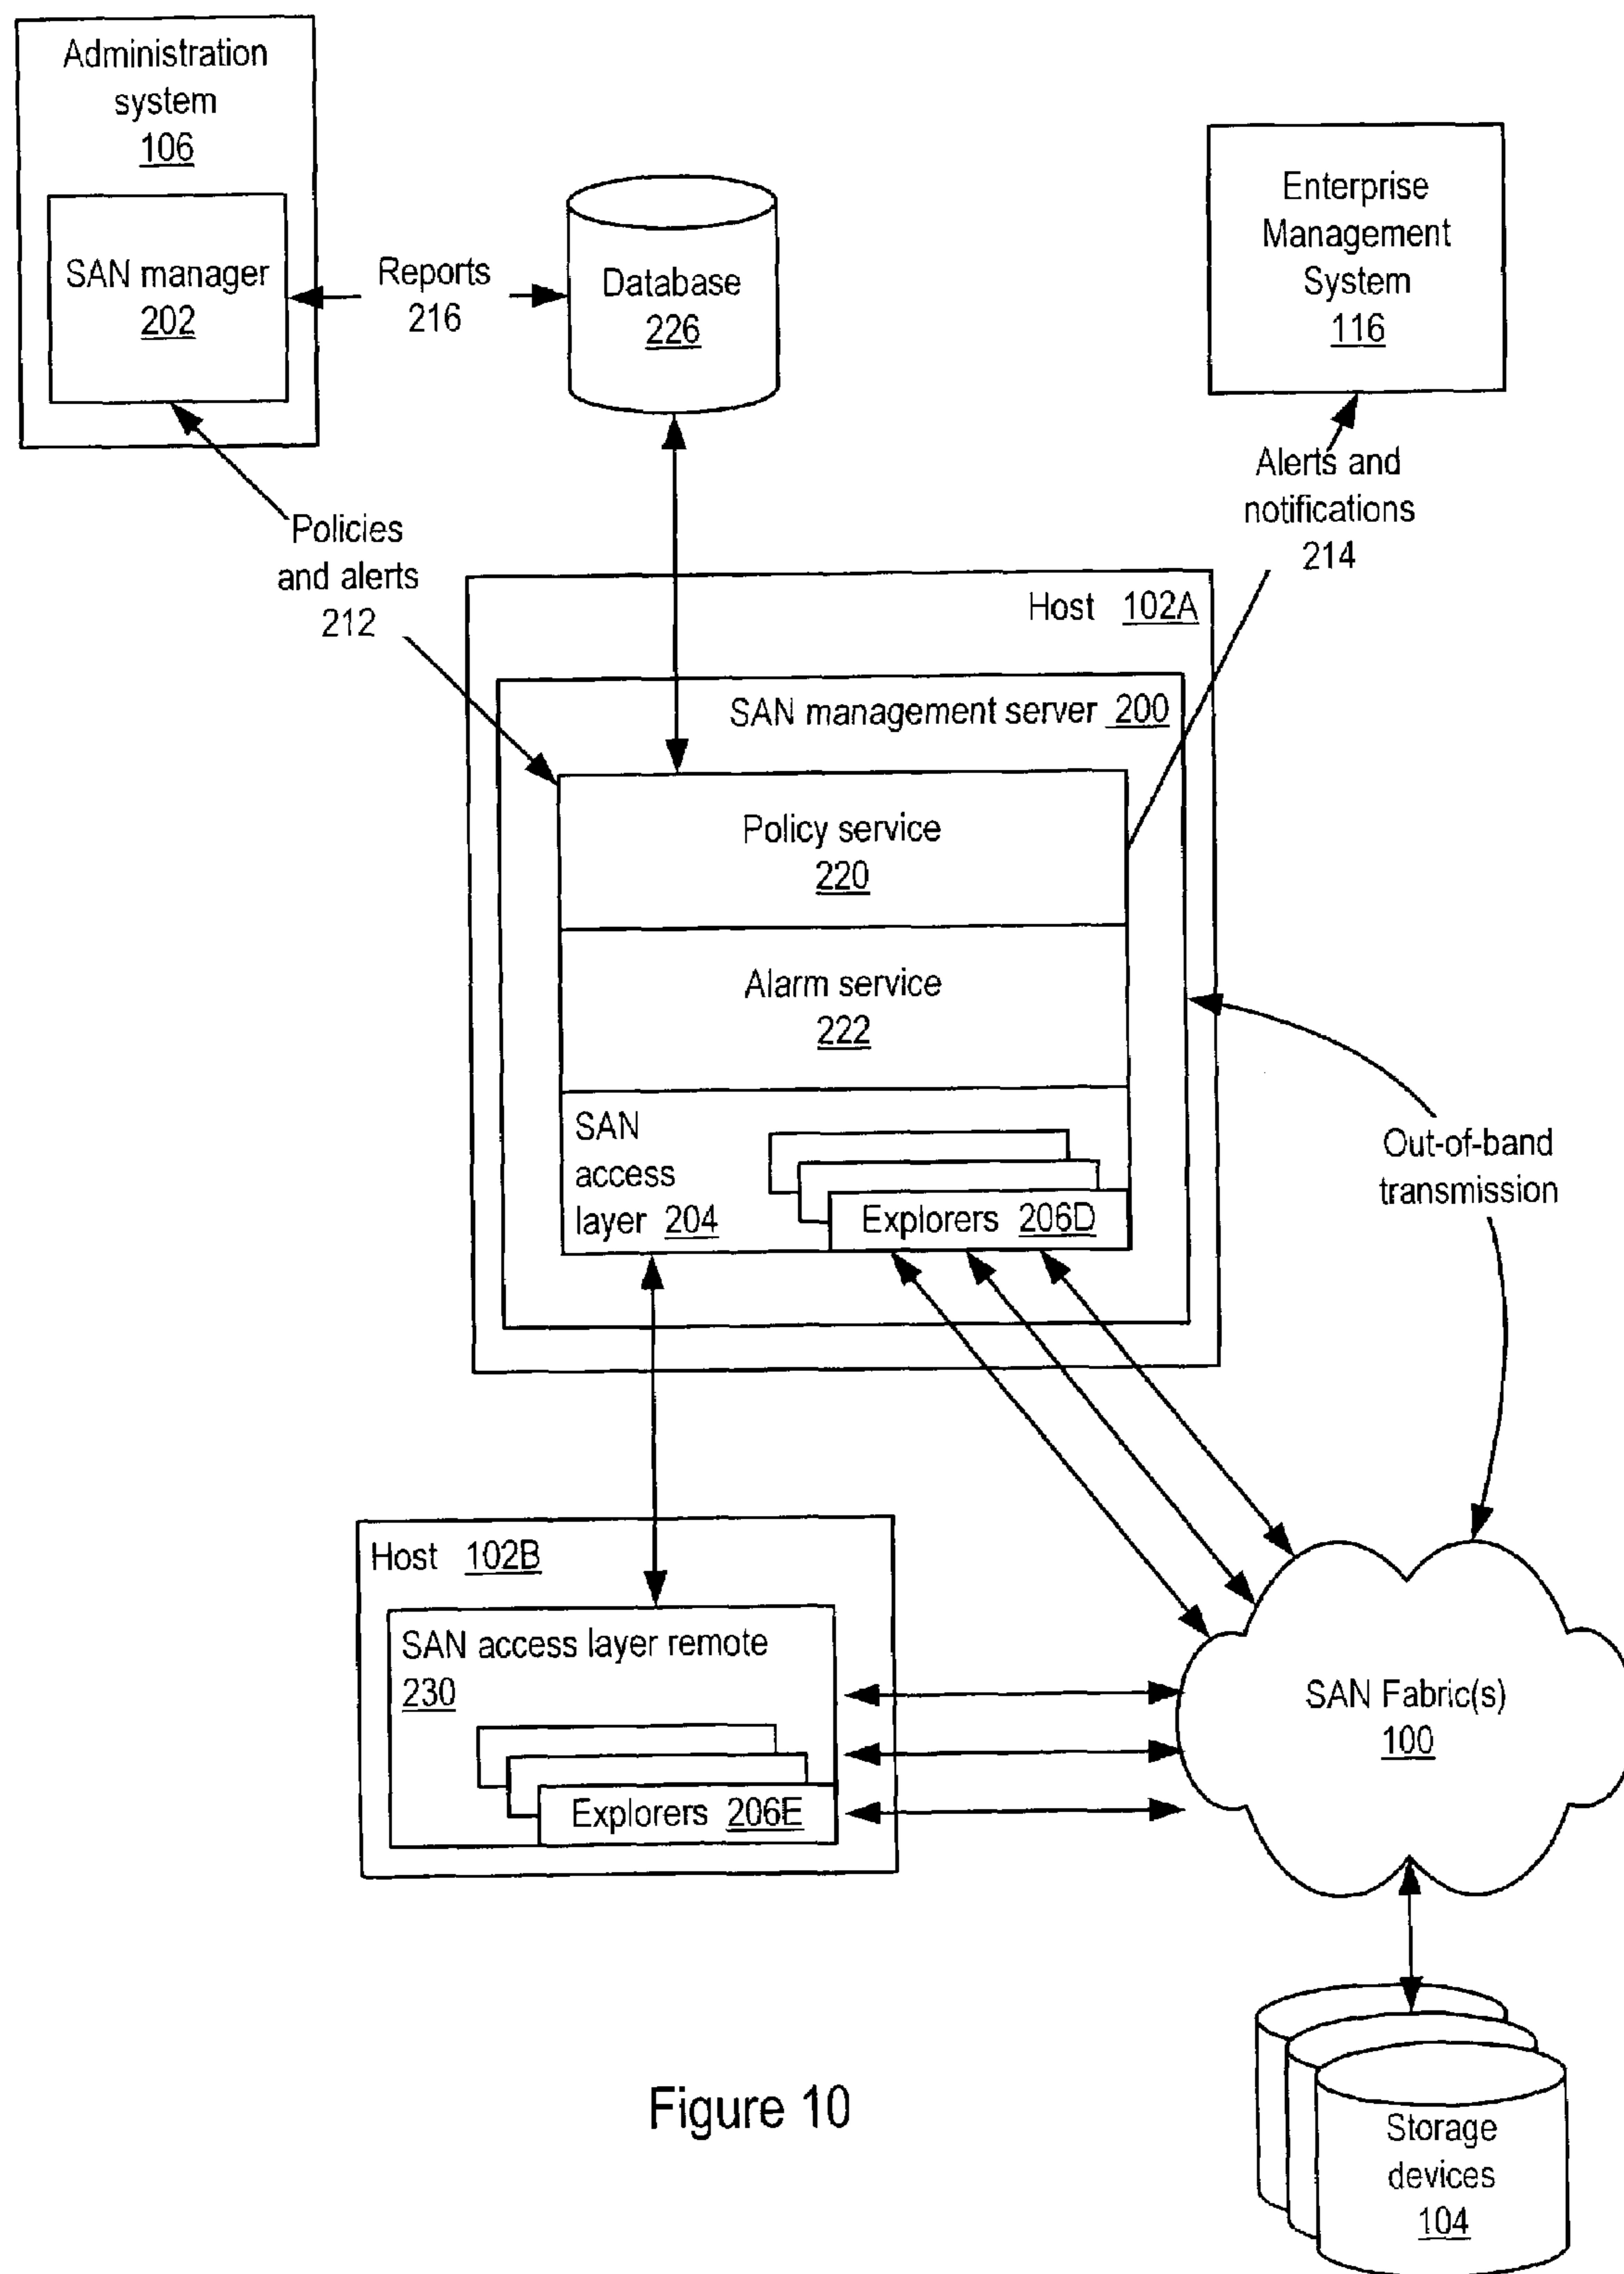 Administration
system
106
SAN manager
202
Reports
216
Database
226
Enterprise
Management
System
116
Policies
and alerts
212
Alerts and
notifications
214
Host 102A
SAN management server 200
Policy service
220
Alarm service
222
SAN
access
layer 204
Explorers 206D
Out-of-band
transmission
Host 102B
SAN access layer remote
230
Explorers 206E
SAN Fabric(s)
100
Storage
devices
104
Figure 10